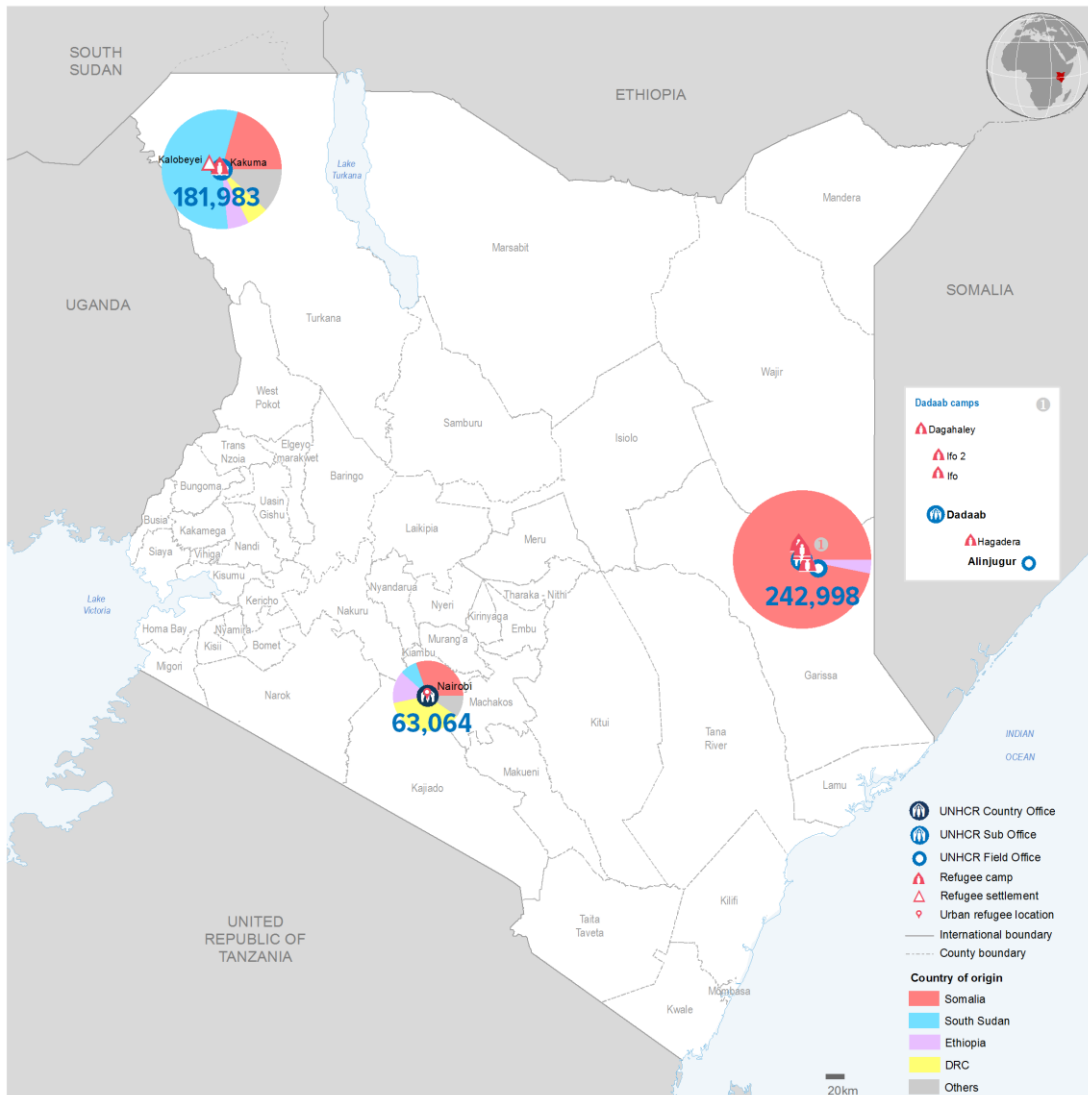 SOUTH
SUDAN
ETHIOPIA
UGANDA
SOMALIA
Kalobeyei
Kakuma
181,983
Lake
Turkana
Mandera
Marsabit
Turkana
Wajir
West
Pokot
Samburu
Isiolo
Trans
Nzoia
Elgeyo
marakwet
Baringo
Bungoma
Uasin
Gishu
Busia
Kakamega
Laikipia
Meru
Siaya
Vihiga
Nandi
Kisumu
Nyandarua
Tharaka - Nithi
Lake
Victoria
Kericho
Nakuru
Nyeri
Kirinyaga
Embu
Homa Bay
Nyamira
Kisii
Bomet
Murang'a
Kiambu
Migori
Narok
Nairobi
63,064
Machakos
Kitui
Tana
River
Garissa
1
242,998
Makueni
Kajiado
Lamu
Kilifi
Taita
Taveta
Mombasa
Kwale
INDIAN
OCEAN
UNITED
REPUBLIC OF
TANZANIA
Dadaab camps
1
Dagahaley
Ifo 2
Ifo
Dadaab
Hagadera
Alinjugur
UNHCR Country Office
UNHCR Sub Office
UNHCR Field Office
Refugee camp
Refugee settlement
Urban refugee location
International boundary
County boundary
Country of origin
Somalia
South Sudan
Ethiopia
DRC
Others
20km